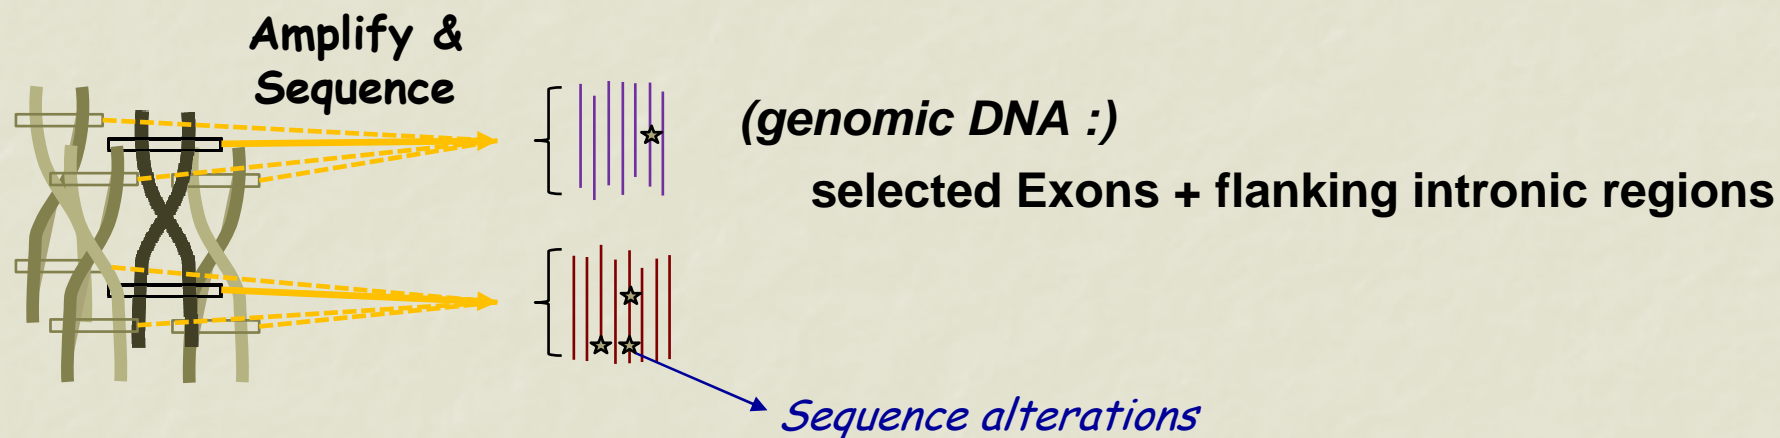 Amplify &
Sequence
(genomic DNA :)
selected Exons + flanking intronic regions
Sequence alterations